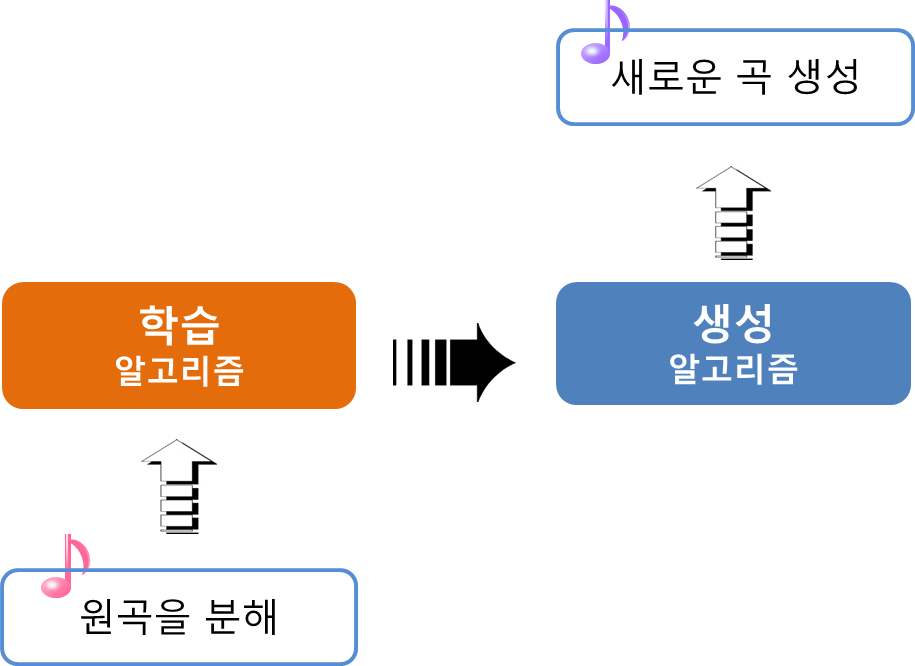 새로운 곡 생성
학습
알고리즘
생성
알고리즘
원곡을 분해